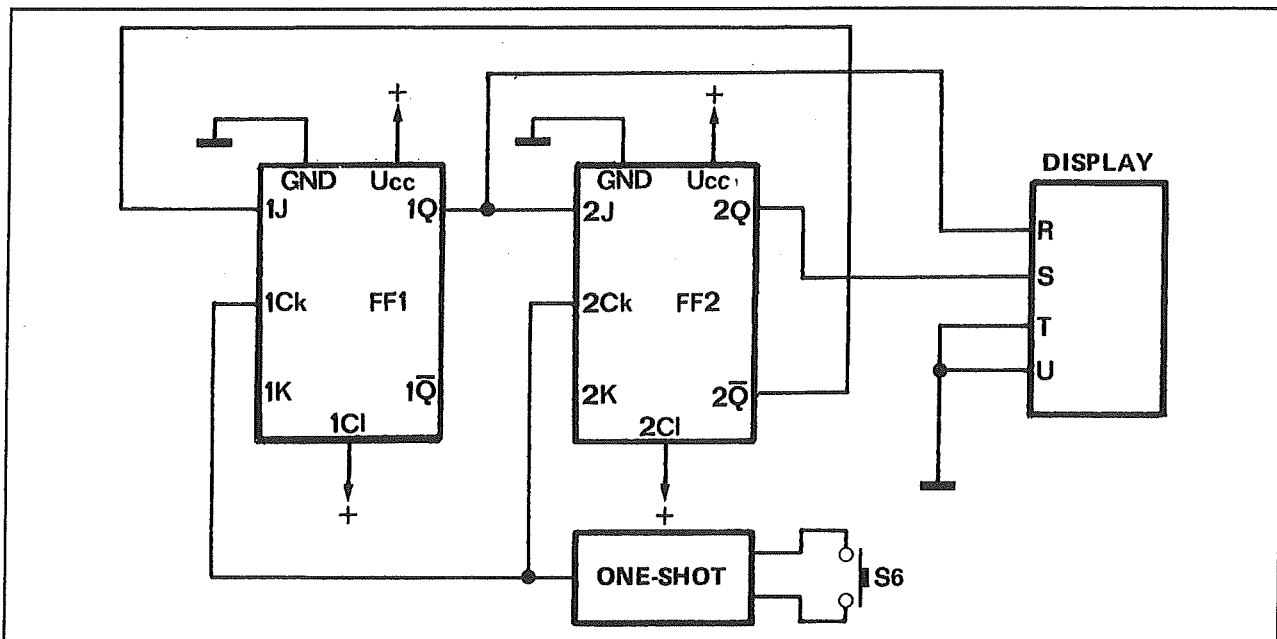 +
+
DISPLAY
GND Ucc
GND Ucc
1J 1Q
2J 2Q
R
S
1Ck FF1
2Ck FF2
T
U
1K 1Q̅
2K 2Q̅
1Cl
2Cl
+
+
ONE-SHOT
S6